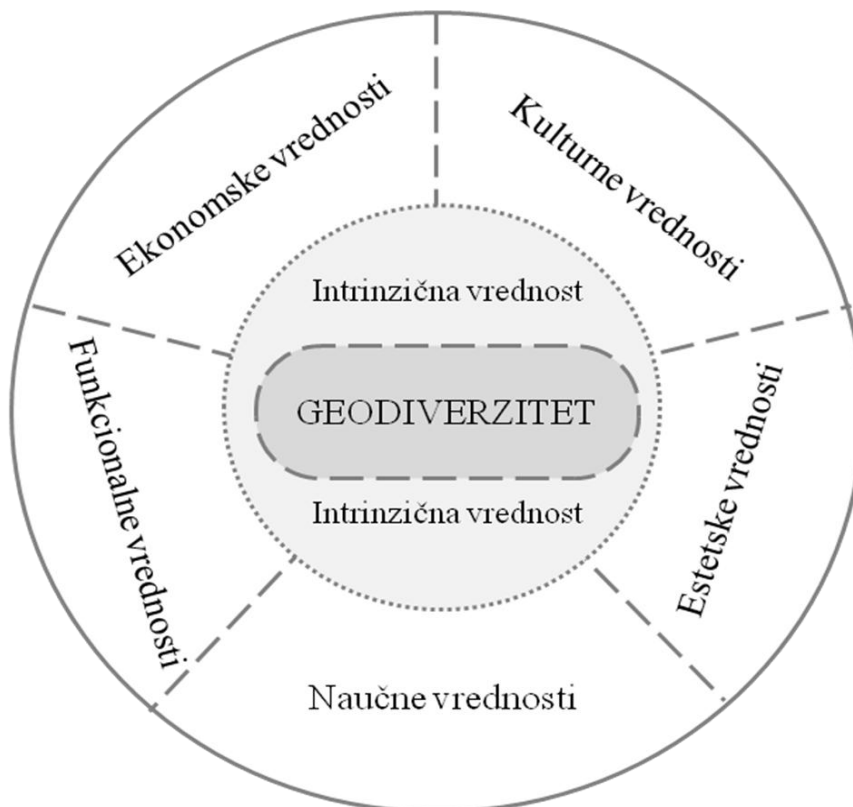 Ekonomske vrednosti
Kulturne vrednosti
Intrinzična vrednost
GEODIVERZITET
Intrinzična vrednost
Funkcionalne vrednosti
Estetske vrednosti
Naučne vrednosti